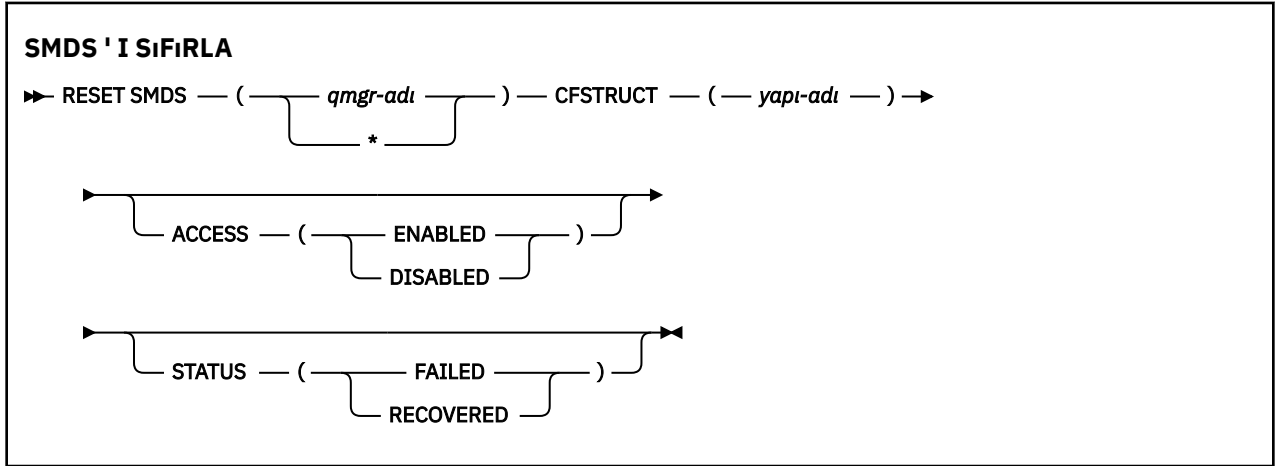 SMDS ' I SıFıRLA
RESET SMDS ( qmgr-adı ) CFSTRUCT ( yapı-adı )
*
ACCESS ( ENABLED )
DISABLED
STATUS ( FAILED )
RECOVERED